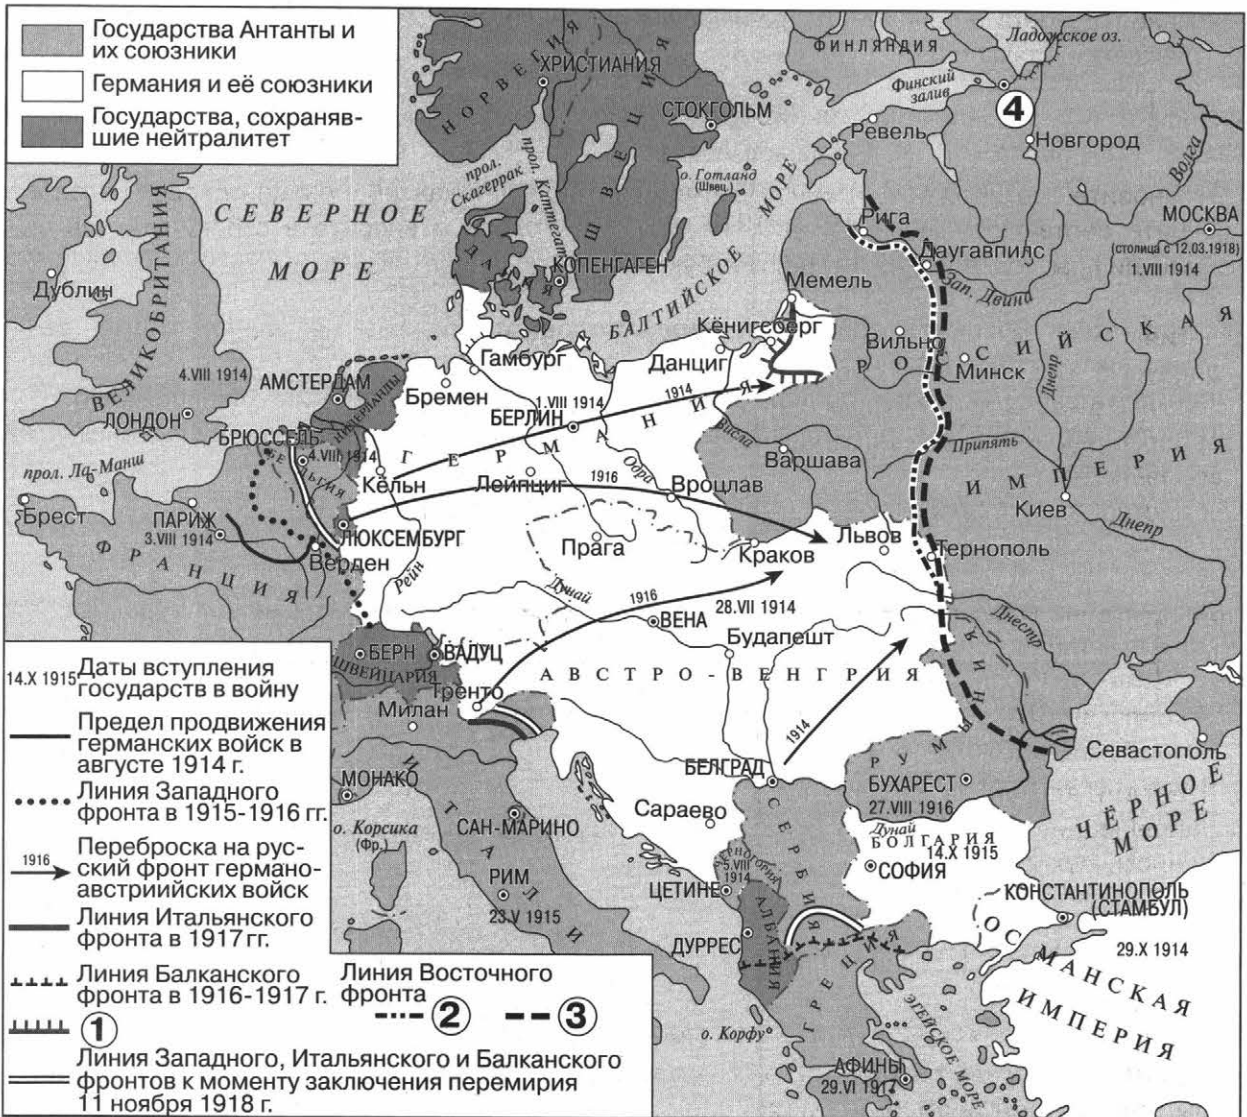 Государства Антанты и
их союзники
Германия и её союзники
Государства, сохраняв-
шие нейтралитет
НОРВЕГИЯ
ХРИСТИАНИЯ
ШВЕЦИЯ
СТОКГОЛЬМ
ФИНЛЯНДИЯ
Ладожское оз.
Финский
залив
4
Ревель
Новгород
Волга
прол.
Скагеррак
прол. Каттегат
о. Готланд
(Швец.)
БАЛТИЙСКОЕ МОРЕ
СЕВЕРНОЕ
МОРЕ
ДАНИЯ
КОПЕНГАГЕН
Рига
Даугавпилс
Зап. Двина
МОСКВА
(столица с 12.03.1918)
1.VIII 1914
Дублин
ВЕЛИКОБРИТАНИЯ
4.VIII 1914
ЛОНДОН
Мемель
Кёнигсберг
Данциг
Вильно
Минск
РОССИЙСКАЯ
ИМПЕРИЯ
Днепр
Гамбург
Бремен
АМСТЕРДАМ
НИДЕРЛАНДЫ
1914
1.VIII 1914
БЕРЛИН
ГЕРМАНИЯ
БРЮССЕЛЬ
4.VIII 1914
БЕЛЬГИЯ
Висла
Варшава
Припять
прол. Ла-Манш
Кёльн
Лейпциг
1916
Одра
Вроцлав
Киев
Днепр
Брест
ПАРИЖ
3.VIII 1914
ФРАНЦИЯ
ЛЮКСЕМБУРГ
Верден
Рейн
Прага
Краков
Львов
Тернополь
Дунай
1916
ВЕНА
28.VII 1914
Будапешт
Днестр
БЕРН
ШВЕЙЦАРИЯ
ВАДУЦ
АВСТРО-ВЕНГРИЯ
Тренто
Милан
1914
РУМЫНИЯ
Севастополь
МОНАКО
БЕЛГРАД
БУХАРЕСТ
27.VIII 1916
ЧЁРНОЕ
МОРЕ
о. Корсика
(Фр.)
САН-МАРИНО
ИТАЛИЯ
Сараево
СЕРБИЯ
Дунай
БОЛГАРИЯ
14.X 1915
СОФИЯ
РИМ
23.V 1915
ЧЕРНОГОРИЯ
5.VIII
1914
ЦЕТИНЕ
КОНСТАНТИНОПОЛЬ
(СТАМБУЛ)
29.X 1914
ДУРРЕС
АЛБАНИЯ
ГРЕЦИЯ
ОСМАНСКАЯ
ИМПЕРИЯ
о. Корфу
ЭГЕЙСКОЕ МОРЕ
АФИНЫ
29.VI 1917
14.X 1915
Даты вступления
государств в войну
Предел продвижения
германских войск в
августе 1914 г.
Линия Западного
фронта в 1915-1916 гг.
1916
Переброска на рус-
ский фронт германо-
австриийских войск
Линия Итальянского
фронта в 1917 гг.
Линия Балканского
фронта в 1916-1917 г.
1
Линия Восточного
фронта
2
3
Линия Западного, Итальянского и Балканского
фронтов к моменту заключения перемирия
11 ноября 1918 г.